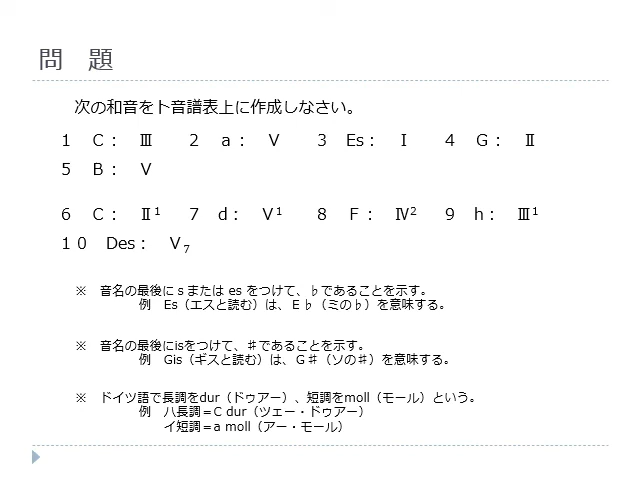 問　題
次の和音をト音譜表上に作成しなさい。
１　Ｃ：　Ⅲ　　２　ａ：　Ⅴ　　３　Es：　Ⅰ　　４　Ｇ：　Ⅱ
５　Ｂ：　Ⅴ
６　Ｃ：　Ⅱ¹　　７　ｄ：　Ⅴ¹　　８　Ｆ：　Ⅳ²　　９　ｈ：　Ⅲ¹
１０　Des：　Ⅴ₇
※　音名の最後にｓまたは es をつけて、♭であることを示す。
例　Es（エスと読む）は、Ｅ♭（ミの♭）を意味する。
※　音名の最後にisをつけて、♯であることを示す。
例　Gis（ギスと読む）は、Ｇ♯（ソの♯）を意味する。
※　ドイツ語で長調をdur（ドゥアー）、短調をmoll（モール）という。
例　ハ長調＝C dur（ツェー・ドゥアー）
イ短調＝a moll（アー・モール）